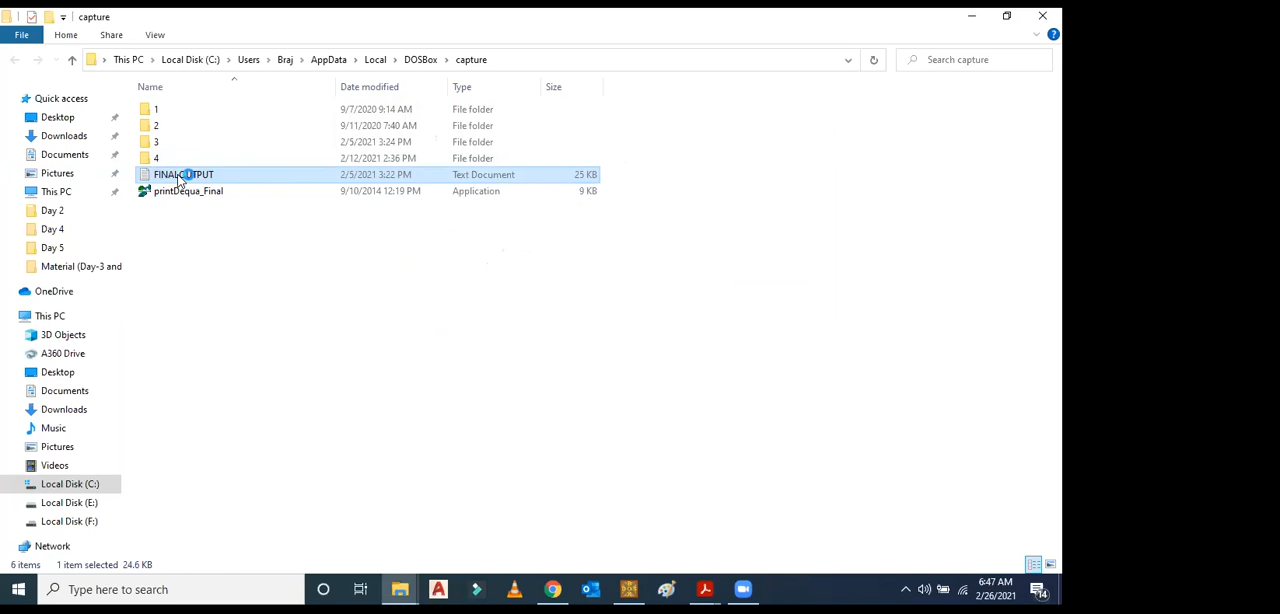 capture
File Home Share View
This PC Local Disk (C:) Users Braj AppData Local DOSBox capture Search capture
Name Date modified Type Size
Quick access
Desktop
Downloads
Documents
Pictures
This PC
Day 2
Day 4
Day 5
Material (Day-3 and
OneDrive
This PC
3D Objects
A360 Drive
Desktop
Documents
Downloads
Music
Pictures
Videos
Local Disk (C:)
Local Disk (E:)
Local Disk (F:)
Network
1 9/7/2020 9:14 AM File folder
2 9/11/2020 7:40 AM File folder
3 2/5/2021 3:24 PM File folder
4 2/12/2021 2:36 PM File folder
FINALOUTPUT 2/5/2021 3:22 PM Text Document 25 KB
printDequa_Final 9/10/2014 12:19 PM Application 9 KB
6 items 1 item selected 24.6 KB
Type here to search
6:47 AM
2/26/2021
14